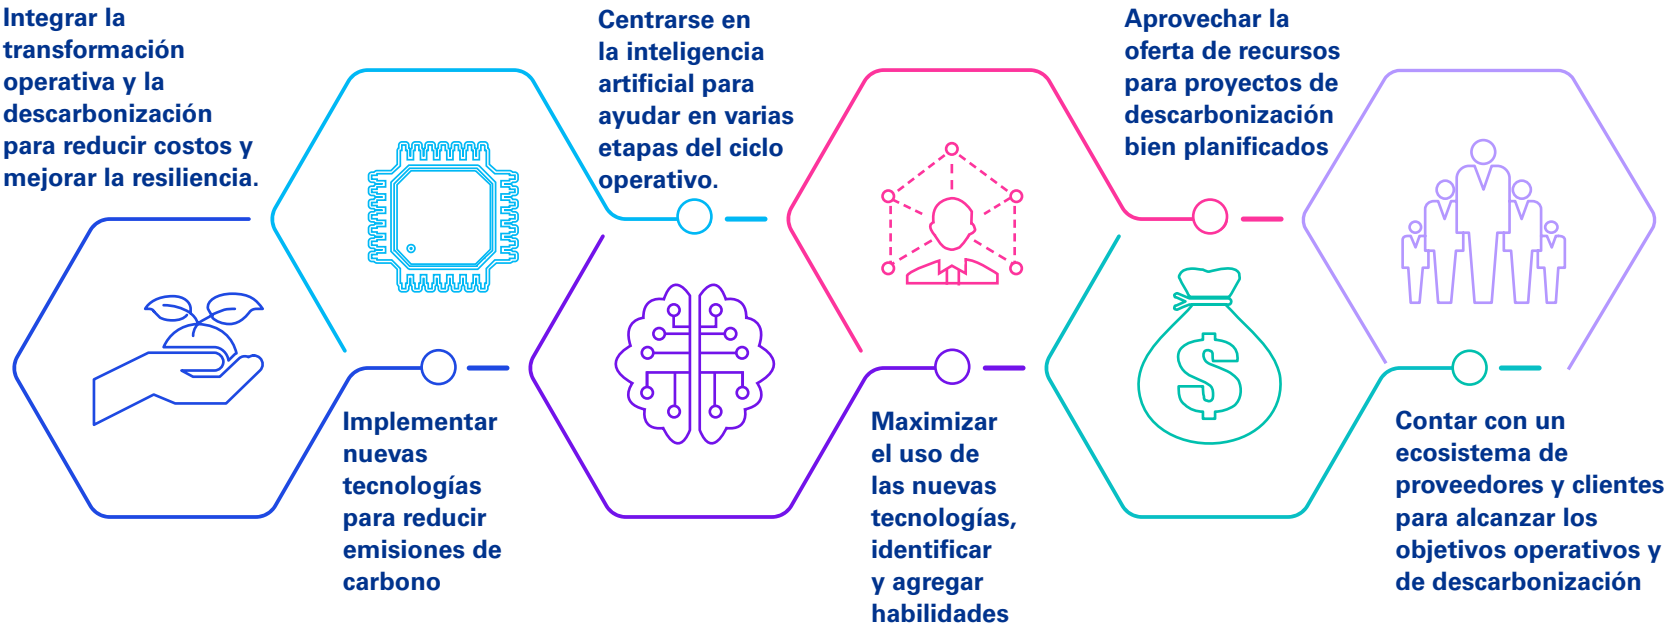 Integrar la
transformación
operativa y la
descarbonización
para reducir costos y
mejorar la resiliencia.
Implementar
nuevas
tecnologías
para reducir
emisiones de
carbono
Centrarse en
la inteligencia
artificial para
ayudar en varias
etapas del ciclo
operativo.
Maximizar
el uso de
las nuevas
tecnologías,
identificar
y agregar
habilidades
Aprovechar la
oferta de recursos
para proyectos de
descarbonización
bien planificados
Contar con un
ecosistema de
proveedores y clientes
para alcanzar los
objetivos operativos y
de descarbonización